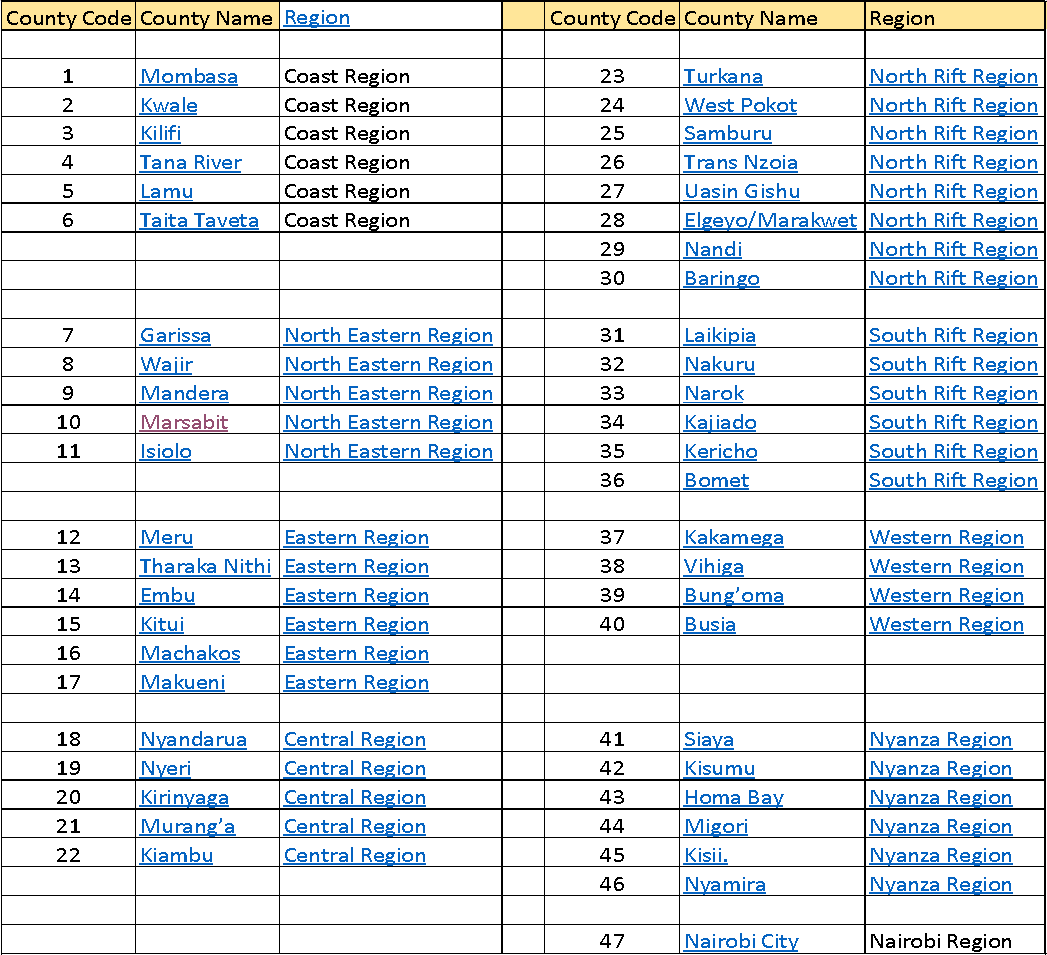 County Code County Name Region County Code County Name Region
1 Mombasa Coast Region 23 Turkana North Rift Region
2 Kwale Coast Region 24 West Pokot North Rift Region
3 Kilifi Coast Region 25 Samburu North Rift Region
4 Tana River Coast Region 26 Trans Nzoia North Rift Region
5 Lamu Coast Region 27 Uasin Gishu North Rift Region
6 Taita Taveta Coast Region 28 Elgeyo/Marakwet North Rift Region
29 Nandi North Rift Region
30 Baringo North Rift Region
7 Garissa North Eastern Region 31 Laikipia South Rift Region
8 Wajir North Eastern Region 32 Nakuru South Rift Region
9 Mandera North Eastern Region 33 Narok South Rift Region
10 Marsabit North Eastern Region 34 Kajiado South Rift Region
11 Isiolo North Eastern Region 35 Kericho South Rift Region
36 Bomet South Rift Region
12 Meru Eastern Region 37 Kakamega Western Region
13 Tharaka Nithi Eastern Region 38 Vihiga Western Region
14 Embu Eastern Region 39 Bung’oma Western Region
15 Kitui Eastern Region 40 Busia Western Region
16 Machakos Eastern Region
17 Makueni Eastern Region
18 Nyandarua Central Region 41 Siaya Nyanza Region
19 Nyeri Central Region 42 Kisumu Nyanza Region
20 Kirinyaga Central Region 43 Homa Bay Nyanza Region
21 Murang’a Central Region 44 Migori Nyanza Region
22 Kiambu Central Region 45 Kisii. Nyanza Region
46 Nyamira Nyanza Region
47 Nairobi City Nairobi Region